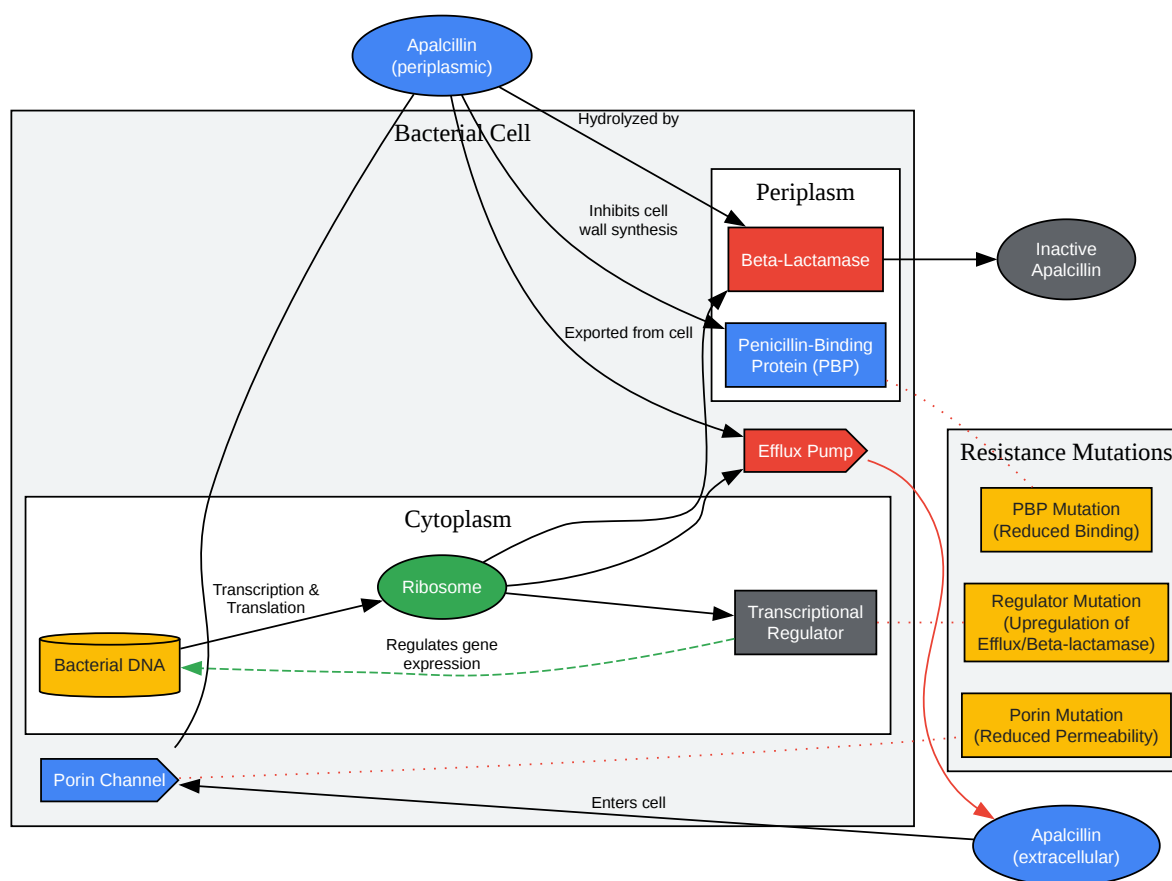 Apalcillin
(periplasmic)
Bacterial Cell
Hydrolyzed by
Periplasm
Inhibits cell
wall synthesis
Beta-Lactamase
Inactive
Apalcillin
Exported from cell
Penicillin-Binding
Protein (PBP)
Efflux Pump
Resistance Mutations
PBP Mutation
(Reduced Binding)
Cytoplasm
Ribosome
Transcription &
Translation
Transcriptional
Regulator
Regulator Mutation
(Upregulation of
Efflux/Beta-lactamase)
Regulates gene
expression
Bacterial DNA
Porin Mutation
(Reduced Permeability)
Porin Channel
Enters cell
Apalcillin
(extracellular)